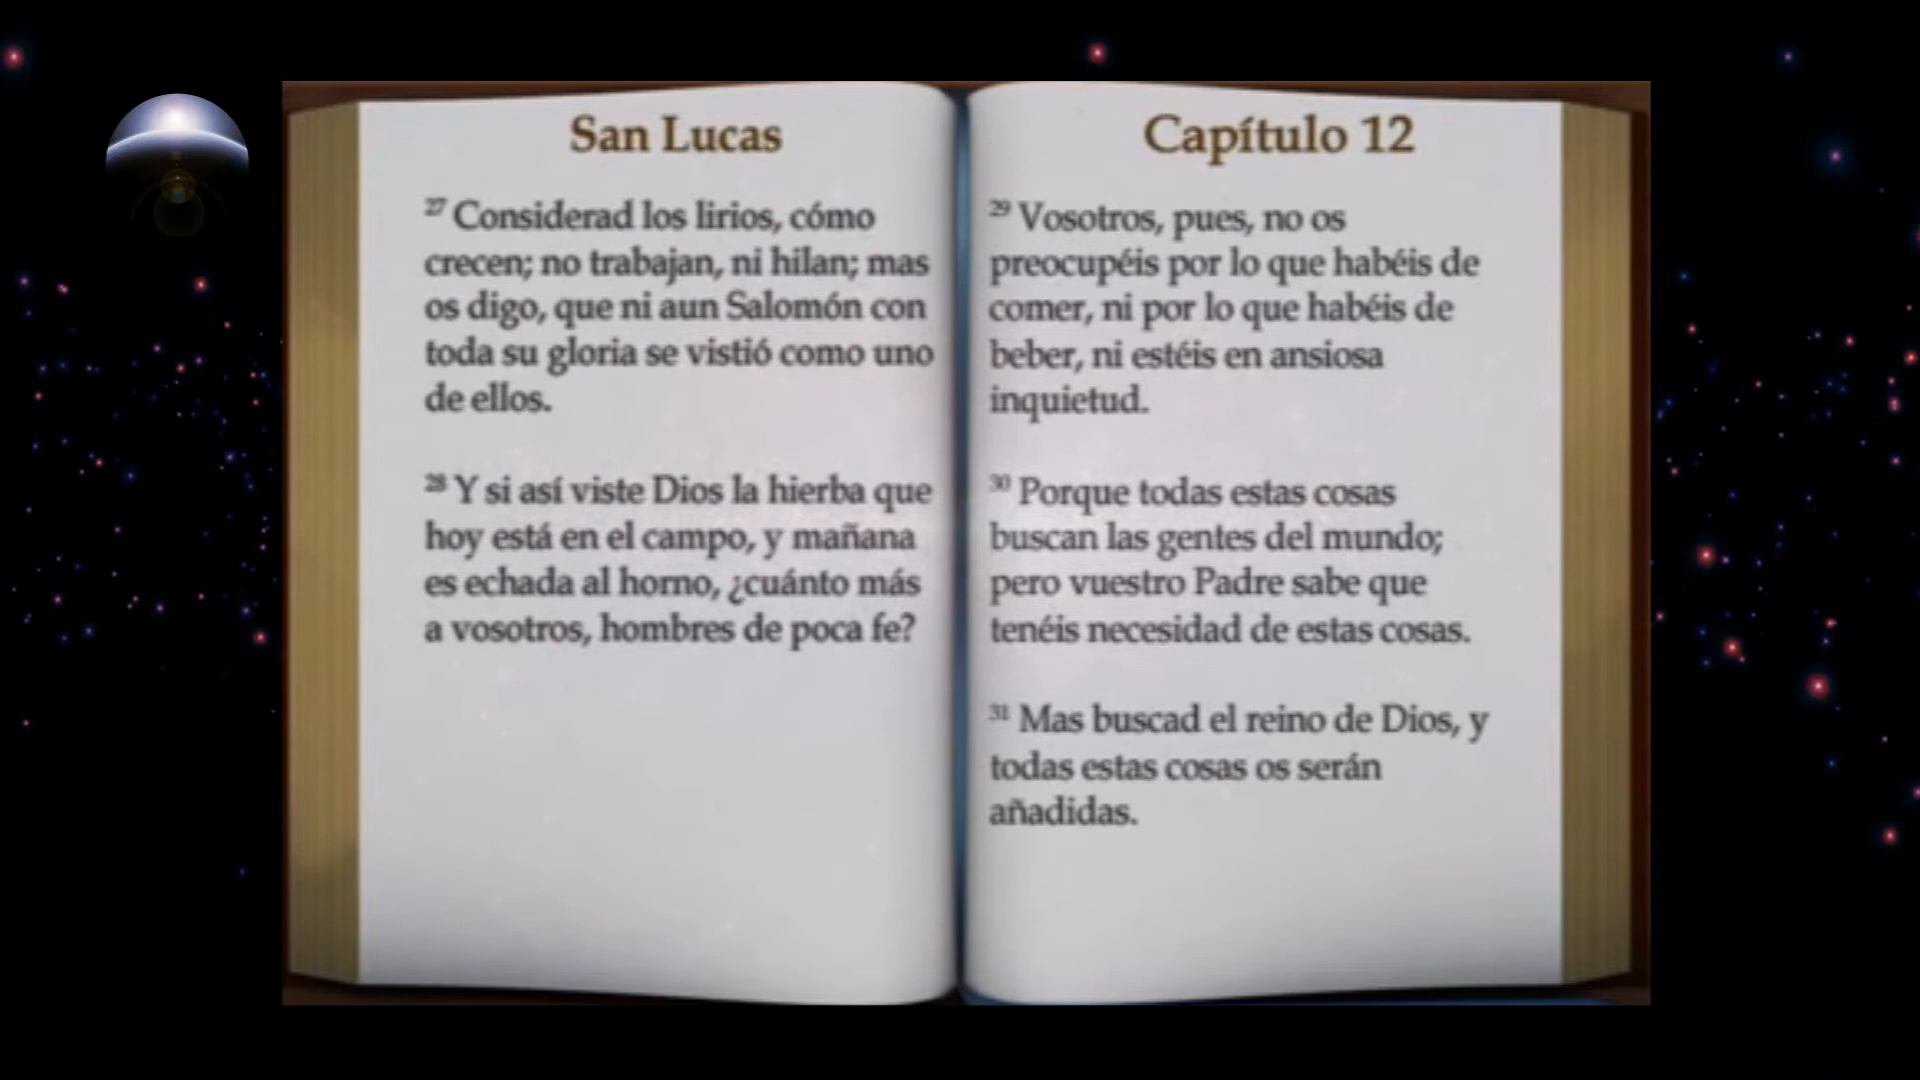 San Lucas
27 Considerad los lirios, cómo
crecen; no trabajan, ni hilan; mas
os digo, que ni aun Salomón con
toda su gloria se vistió como uno
de ellos.
28 Y si así viste Dios la hierba que
hoy está en el campo, y mañana
es echada al horno, ¿cuánto más
a vosotros, hombres de poca fe?
Capítulo 12
29 Vosotros, pues, no os
preocupéis por lo que habéis de
comer, ni por lo que habéis de
beber, ni estéis en ansiosa
inquietud.
30 Porque todas estas cosas
buscan las gentes del mundo;
pero vuestro Padre sabe que
tenéis necesidad de estas cosas.
31 Mas buscad el reino de Dios, y
todas estas cosas os serán
añadidas.